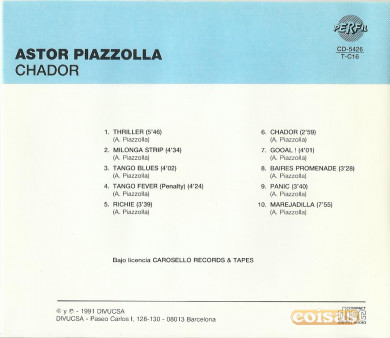 PERFIL
CD-5426
T-C16
ASTOR PIAZZOLLA
CHADOR
1. THRILLER (5'46)
(A. Piazzolla)
2. MILONGA STRIP (4'34)
(A. Piazzolla)
3. TANGO BLUES (4'02)
(A. Piazzolla)
4. TANGO FEVER (Penalty) (4'24)
(A. Piazzolla)
5. RICHIE (3'39)
(A. Piazzolla)
6. CHADOR (2'59)
(A. Piazzolla)
7. GOOAL ! (4'01)
(A. Piazzolla)
8. BAIRES PROMENADE (3'28)
(A. Piazzolla)
9. PANIC (3'40)
(A. Piazzolla)
10. MAREJADILLA (7'55)
(A. Piazzolla)
Bajo licencia CAROSELLO RECORDS & TAPES
℗ y © - 1991 DIVUCSA
DIVUCSA - Paseo Carlos I, 128-130 - 08013 Barcelona
COMPACT
coisas